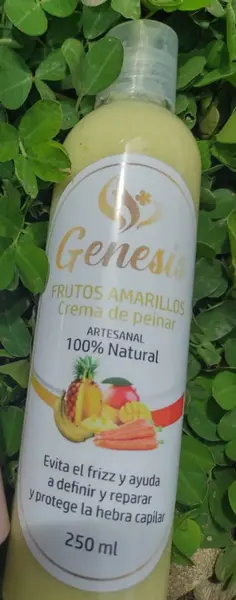 Genesis
FRUTOS AMARILLOS
Crema de peinar
ARTESANAL
100% Natural
Evita el frizz y ayuda
a definir y reparar
y protege la hebra capilar
250 ml